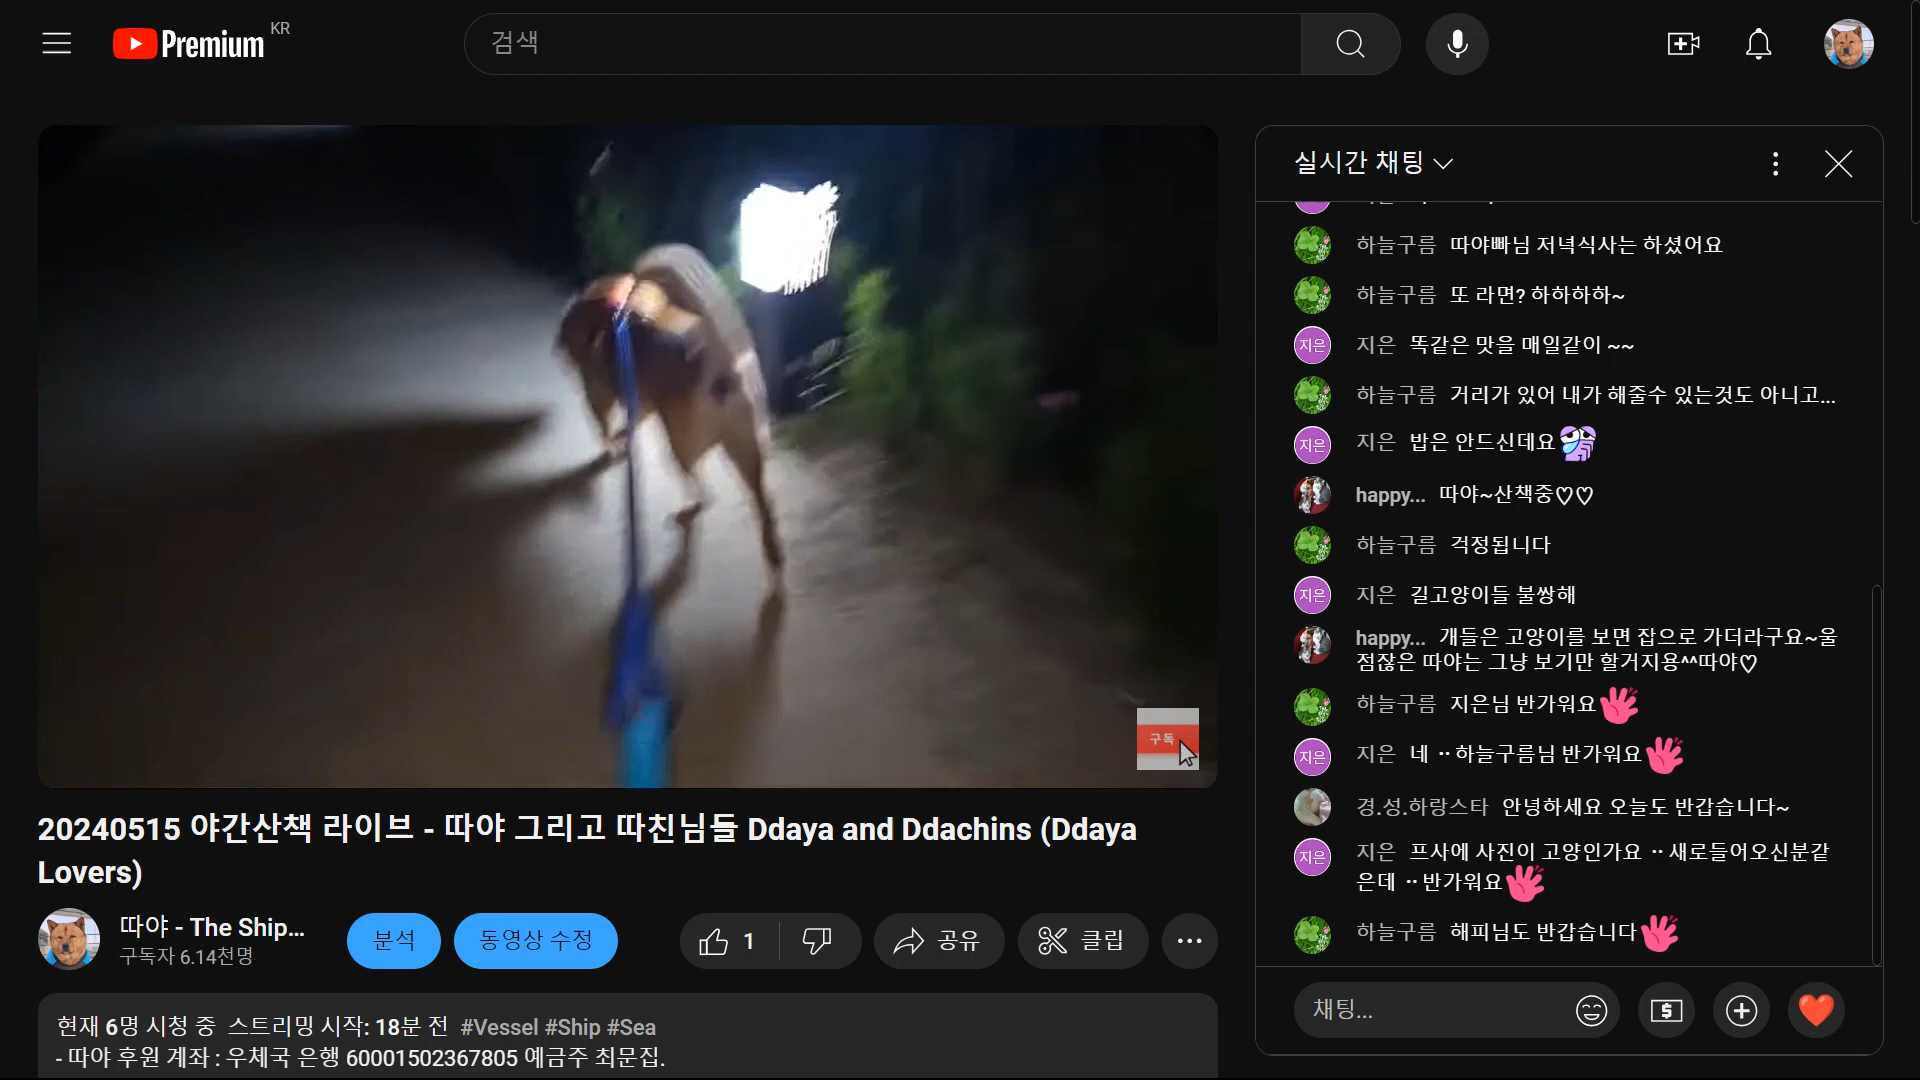 Premium KR
검색
실시간 채팅
하늘구름 따야빠님 저녁식사는 하셨어요
하늘구름 또 라면? 하하하하~
지은 지은 똑같은 맛을 매일같이 ~~
하늘구름 거리가 있어 내가 해줄수 있는것도 아니고...
지은 지은 밥은 안드신데요
happy... 따야~산책중♡♡
하늘구름 걱정됩니다
지은 지은 길고양이들 불쌍해
happy... 개들은 고양이를 보면 잡으로 가더라구요~울
점잖은 따야는 그냥 보기만 할거지용^^따야♡
하늘구름 지은님 반가워요
지은 지은 네 ··하늘구름님 반가워요
경.성.하랑스타 안녕하세요 오늘도 반갑습니다~
지은 지은 프사에 사진이 고양인가요 ··새로들어오신분같
은데 ··반가워요
하늘구름 해피님도 반갑습니다
채팅...
구독
20240515 야간산책 라이브 - 따야 그리고 따친님들 Ddaya and Ddachins (Ddaya
Lovers)
따야 - The Ship...
구독자 6.14천명
분석
동영상 수정
1
공유
클립
현재 6명 시청 중 스트리밍 시작: 18분 전 #Vessel #Ship #Sea
- 따야 후원 계좌 : 우체국 은행 60001502367805 예금주 최문집.